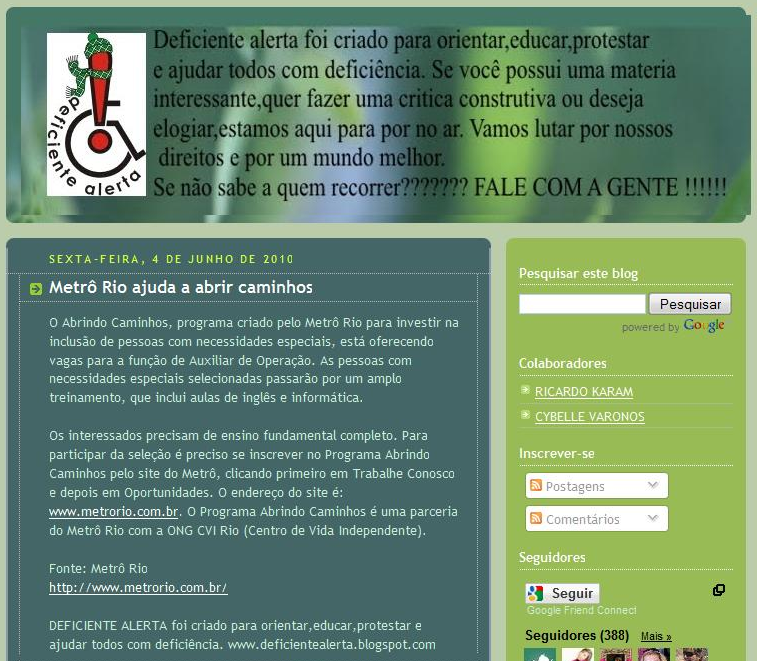 Deficiente alerta foi criado para orientar,educar,protestar
e ajudar todos com deficiência. Se você possui uma materia
interessante,quer fazer uma critica construtiva ou deseja
elogiar,estamos aqui para por no ar. Vamos lutar por nossos
direitos e por um mundo melhor.
Se não sabe a quem recorrer??????? FALE COM A GENTE !!!!!!
deficiente alerta
SEXTA-FEIRA, 4 DE JUNHO DE 2010
Metrô Rio ajuda a abrir caminhos
O Abrindo Caminhos, programa criado pelo Metrô Rio para investir na
inclusão de pessoas com necessidades especiais, está oferecendo
vagas para a função de Auxiliar de Operação. As pessoas com
necessidades especiais selecionadas passarão por um amplo
treinamento, que inclui aulas de inglês e informática.
Os interessados precisam de ensino fundamental completo. Para
participar da seleção é preciso se inscrever no Programa Abrindo
Caminhos pelo site do Metrô, clicando primeiro em Trabalhe Conosco
e depois em Oportunidades. O endereço do site é:
www.metrorio.com.br. O Programa Abrindo Caminhos é uma parceria
do Metrô Rio com a ONG CVI Rio (Centro de Vida Independente).
Fonte: Metrô Rio
http://www.metrorio.com.br/
DEFICIENTE ALERTA foi criado para orientar,educar,protestar e
ajudar todos com deficiência. www.deficientealerta.blogspot.com
Pesquisar este blog
Pesquisar
powered by Google
Colaboradores
RICARDO KARAM
CYBELLE VARONOS
Inscrever-se
Postagens
Comentários
Seguidores
Seguir
Google Friend Connect
Seguidores (388) Mais »